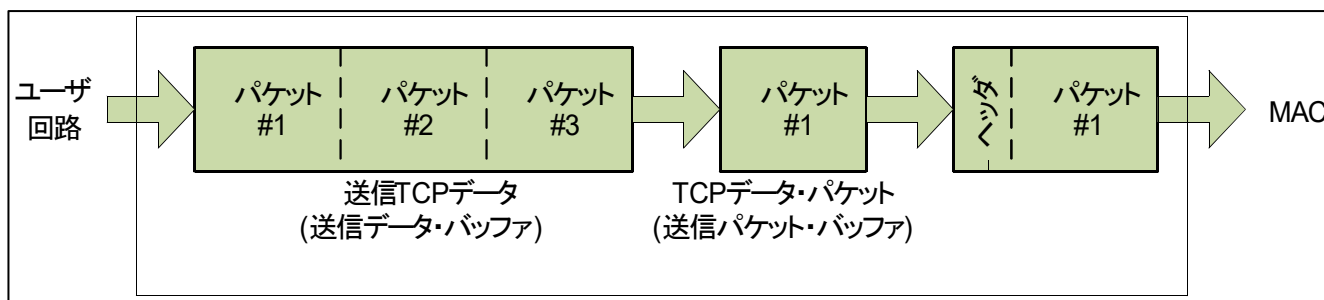 ユーザ
回路
パケット
#1
パケット
#2
パケット
#3
送信TCPデータ
(送信データ・バッファ)
パケット
#1
TCPデータ・パケット
(送信パケット・バッファ)
ヘッダ
パケット
#1
MAC